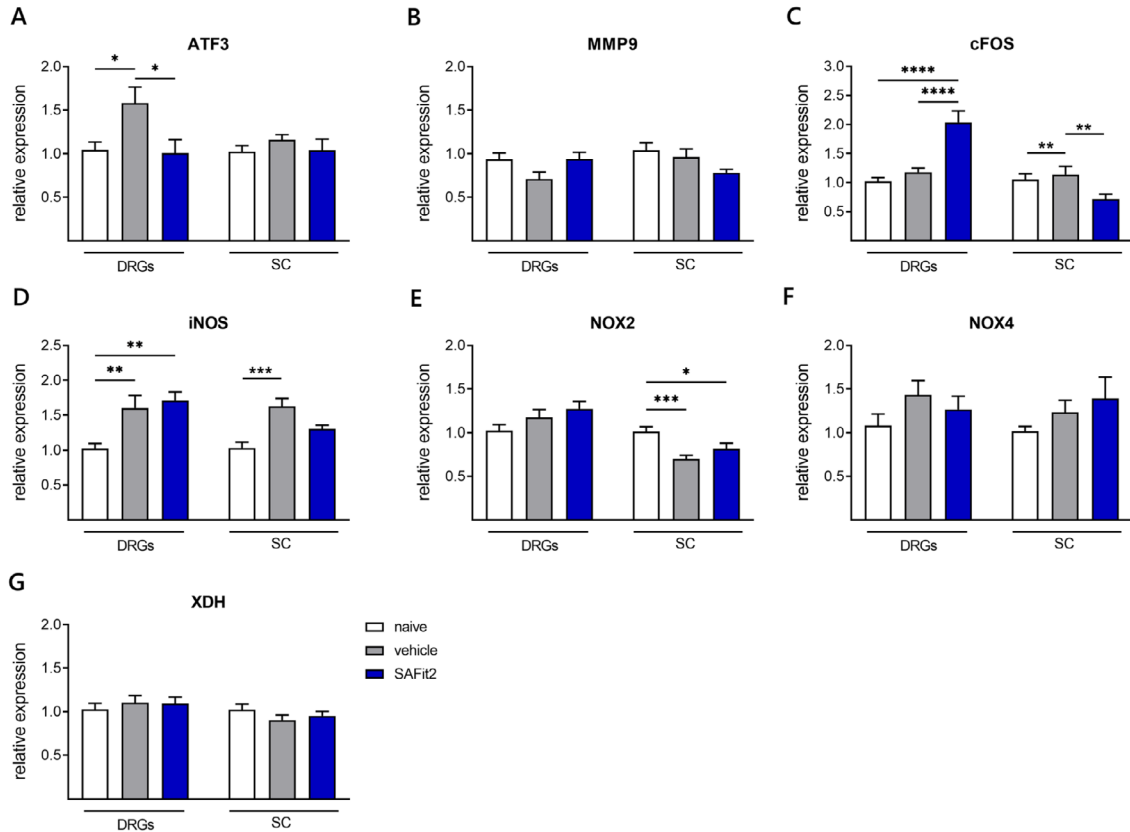 A
ATF3
relative expression
2.0
1.5
1.0
0.5
*
*
DRGs
SC
B
MMP9
relative expression
2.0
1.5
1.0
0.5
DRGs
SC
C
cFOS
relative expression
3.0
2.5
2.0
1.5
1.0
0.5
****
****
**
**
DRGs
SC
D
iNOS
relative expression
2.5
2.0
1.5
1.0
0.5
**
**
***
DRGs
SC
E
NOX2
relative expression
2.0
1.5
1.0
0.5
*
***
DRGs
SC
F
NOX4
relative expression
2.0
1.5
1.0
0.5
DRGs
SC
G
XDH
relative expression
2.0
1.5
1.0
0.5
DRGs
SC
naive
vehicle
SAFit2